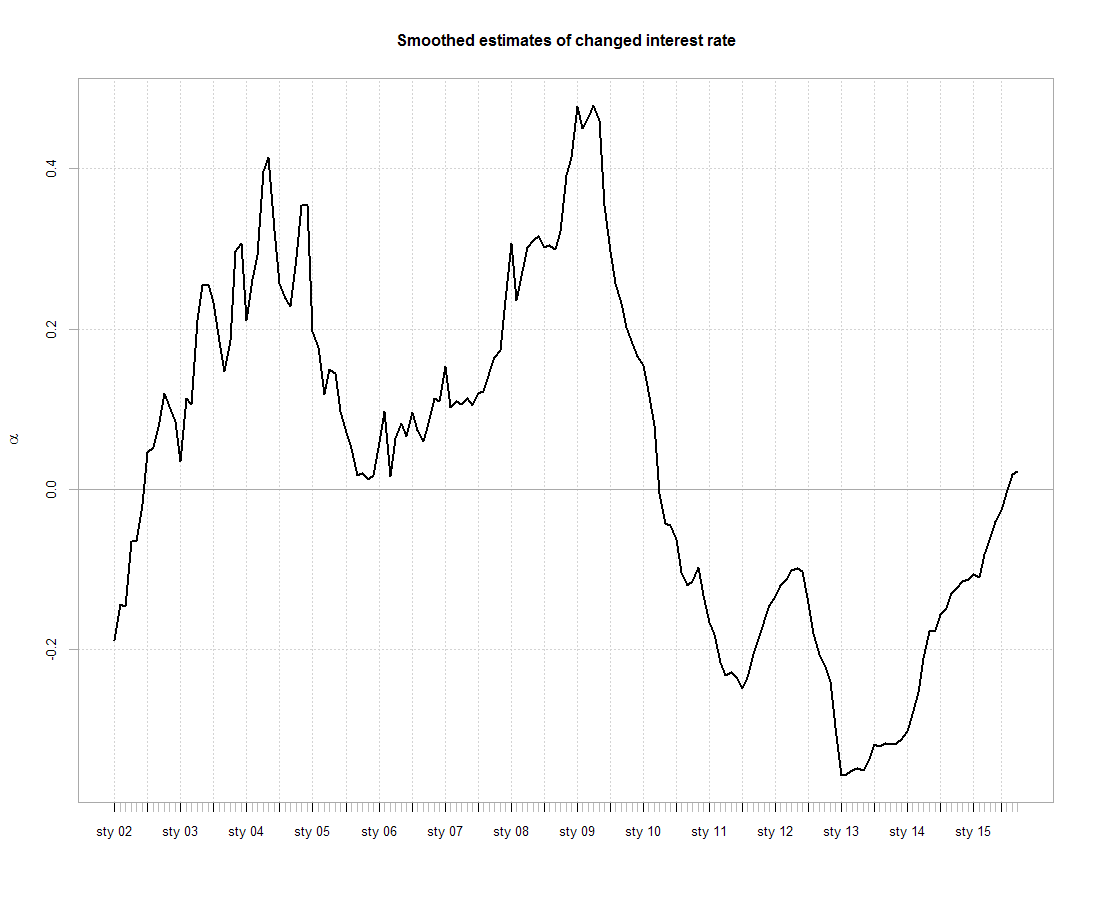 Smoothed estimates of changed interest rate
0.4
0.2
0.0
-0.2
α
sty 02 sty 03 sty 04 sty 05 sty 06 sty 07 sty 08 sty 09 sty 10 sty 11 sty 12 sty 13 sty 14 sty 15